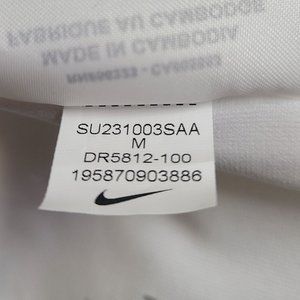 FABRIQUE AU CAMBODGE
MADE IN CAMBODIA
SU231003SAA
M
DR5812-100
195870903886